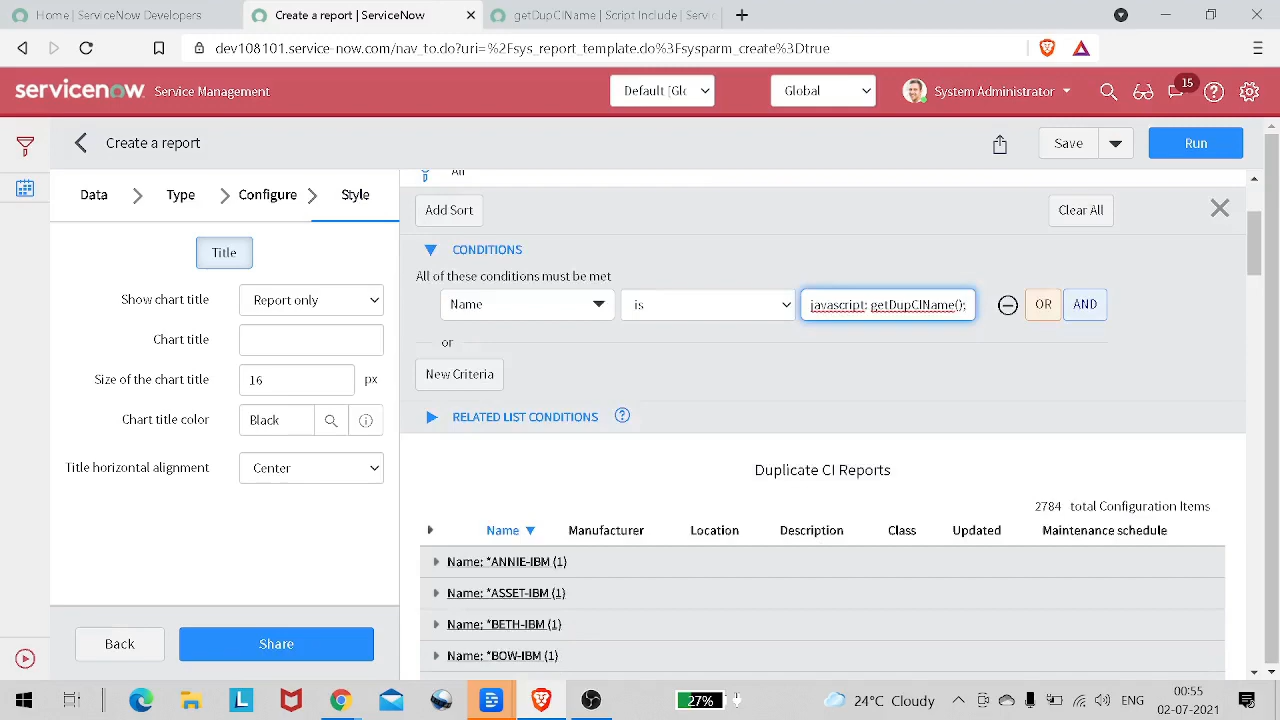 Home | ServiceNow Developers
Create a report | ServiceNow
getDupCIName | Script Include | Servic
dev108101.service-now.com/nav_to.do?uri=%2Fsys_report_template.do%3Fsysparm_create%3Dtrue
servicenow Service Management
Default [Glo
Global
System Administrator
15
Create a report
Save
Run
Data
Type
Configure
Style
All
Add Sort
Clear All
Title
CONDITIONS
All of these conditions must be met
Show chart title
Report only
Name
is
javascript: getDupCIName();
OR
AND
Chart title
or
Size of the chart title
16
px
New Criteria
Chart title color
Black
RELATED LIST CONDITIONS
Title horizontal alignment
Center
Duplicate CI Reports
2784 total Configuration Items
Name Manufacturer Location Description Class Updated Maintenance schedule
Name: *ANNIE-IBM (1)
Name: *ASSET-IBM (1)
Name: *BETH-IBM (1)
Name: *BOW-IBM (1)
Back
Share
27%
24°C Cloudy
ENG
00:55
02-07-2021